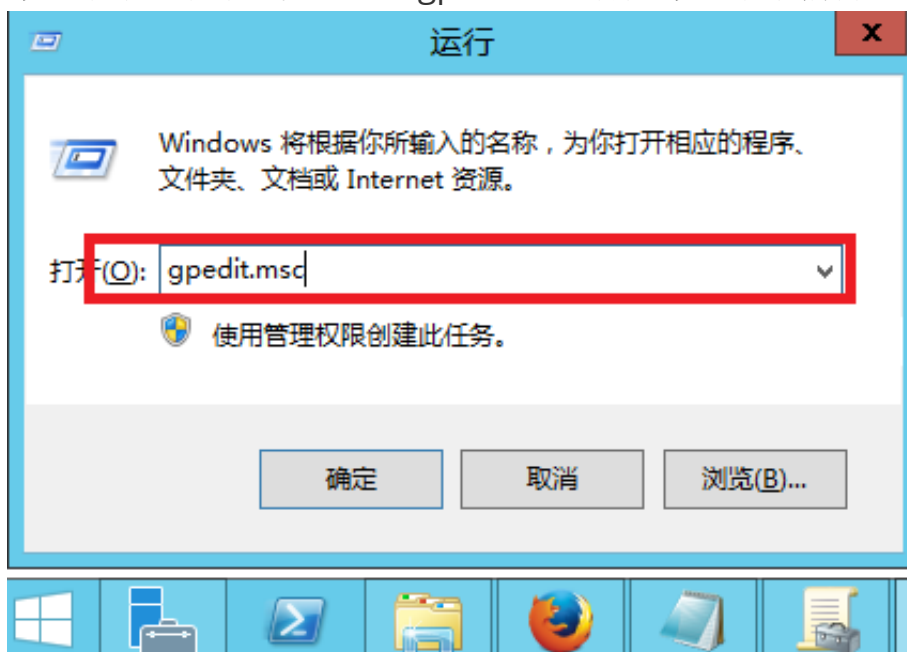 gp
运行
Windows 将根据你所输入的名称，为你打开相应的程序、
文件夹、文档或 Internet 资源。
打开(O): gpedit.msc
使用管理权限创建此任务。
确定 取消 浏览(B)...